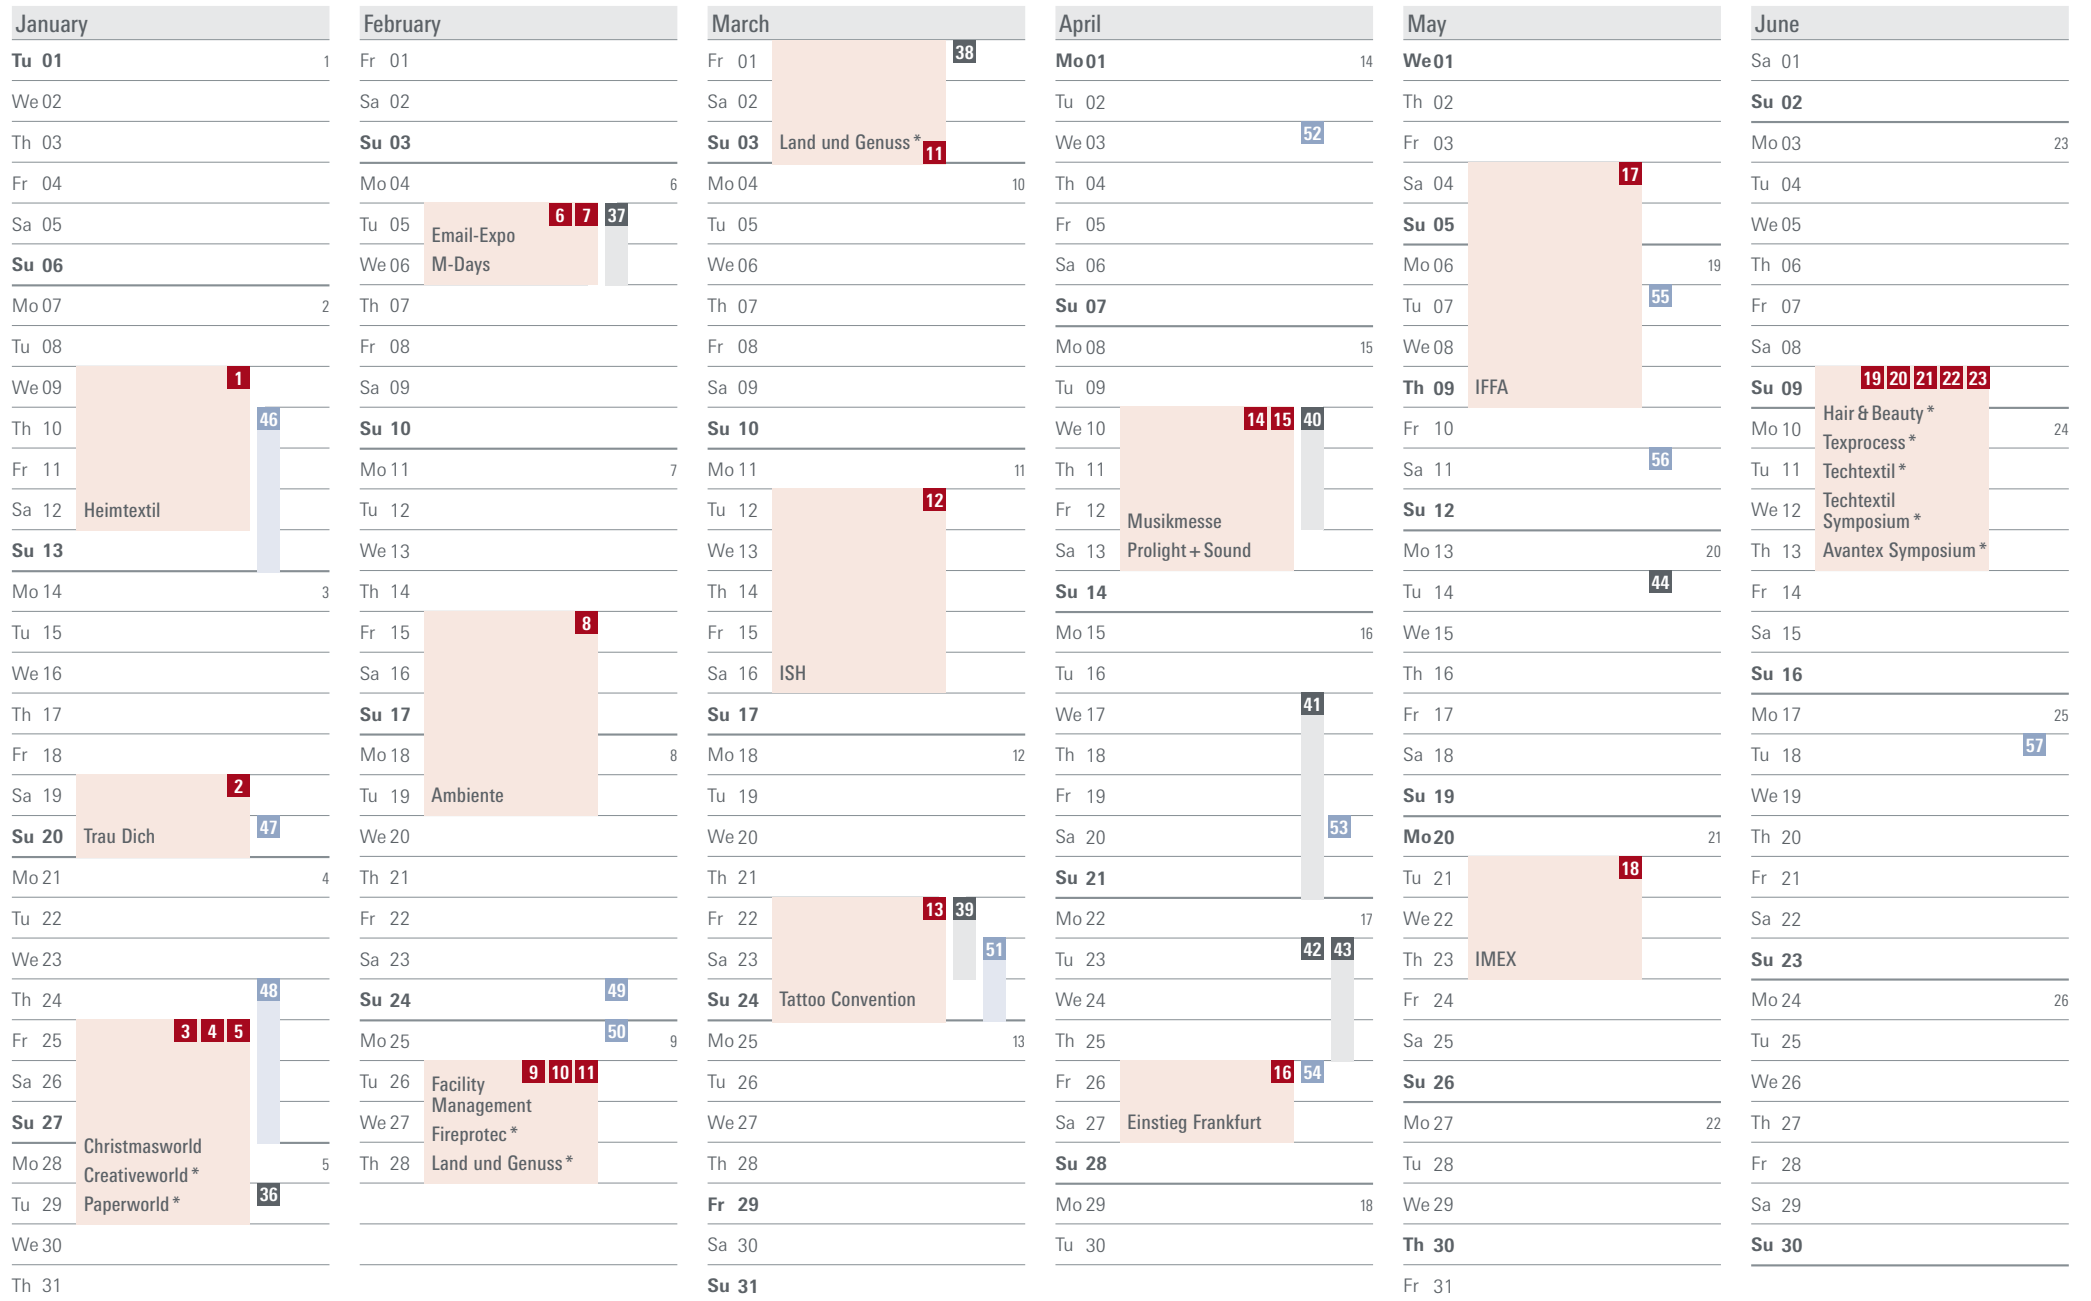 January
Tu 01 1
We 02
Th 03
Fr 04
Sa 05
Su 06
Mo 07 2
Tu 08
We 09 1
Th 10 46
Fr 11
Sa 12 Heimtextil
Su 13
Mo 14 3
Tu 15
We 16
Th 17
Fr 18
Sa 19 2
Su 20 Trau Dich 47
Mo 21 4
Tu 22
We 23
Th 24 48
Fr 25 3 4 5
Sa 26
Su 27
Christmasworld
Mo 28 Creativeworld * 5
Tu 29 Paperworld * 36
We 30
Th 31
February
Fr 01
Sa 02
Su 03
Mo 04 6
Tu 05 6 7 37
Email-Expo
We 06 M-Days
Th 07
Fr 08
Sa 09
Su 10
Mo 11 7
Tu 12
We 13
Th 14
Fr 15 8
Sa 16
Su 17
Mo 18 8
Tu 19 Ambiente
We 20
Th 21
Fr 22
Sa 23
Su 24 49
Mo 25 50 9
Tu 26 Facility 9 10 11
Management
We 27 Fireprotec *
Th 28 Land und Genuss *
March
Fr 01 38
Sa 02
Su 03 Land und Genuss * 11
Mo 04 10
Tu 05
We 06
Th 07
Fr 08
Sa 09
Su 10
Mo 11 11
Tu 12 12
We 13
Th 14
Fr 15
Sa 16 ISH
Su 17
Mo 18 12
Tu 19
We 20
Th 21
Fr 22 13 39
Sa 23 51
Su 24 Tattoo Convention
Mo 25 13
Tu 26
We 27
Th 28
Fr 29
Sa 30
Su 31
April
Mo 01 14
Tu 02
We 03 52
Th 04
Fr 05
Sa 06
Su 07
Mo 08 15
Tu 09
We 10 14 15 40
Th 11
Fr 12 Musikmesse
Sa 13 Prolight + Sound
Su 14
Mo 15 16
Tu 16
We 17 41
Th 18
Fr 19
Sa 20 53
Su 21
Mo 22 17
Tu 23 42 43
We 24
Th 25
Fr 26 16 54
Sa 27 Einstieg Frankfurt
Su 28
Mo 29 18
Tu 30
May
We 01
Th 02
Fr 03
Sa 04 17
Su 05
Mo 06 19
Tu 07 55
We 08
Th 09 IFFA
Fr 10
Sa 11 56
Su 12
Mo 13 20
Tu 14 44
We 15
Th 16
Fr 17
Sa 18
Su 19
Mo 20 21
Tu 21 18
We 22
Th 23 IMEX
Fr 24
Sa 25
Su 26
Mo 27 22
Tu 28
We 29
Th 30
Fr 31
June
Sa 01
Su 02
Mo 03 23
Tu 04
We 05
Th 06
Fr 07
Sa 08
Su 09 19 20 21 22 23
Hair & Beauty *
Mo 10 Texprocess * 24
Tu 11 Techtextil *
Techtextil
We 12 Symposium *
Th 13 Avantex Symposium *
Fr 14
Sa 15
Su 16
Mo 17 25
Tu 18 57
We 19
Th 20
Fr 21
Sa 22
Su 23
Mo 24 26
Tu 25
We 26
Th 27
Fr 28
Sa 29
Su 30